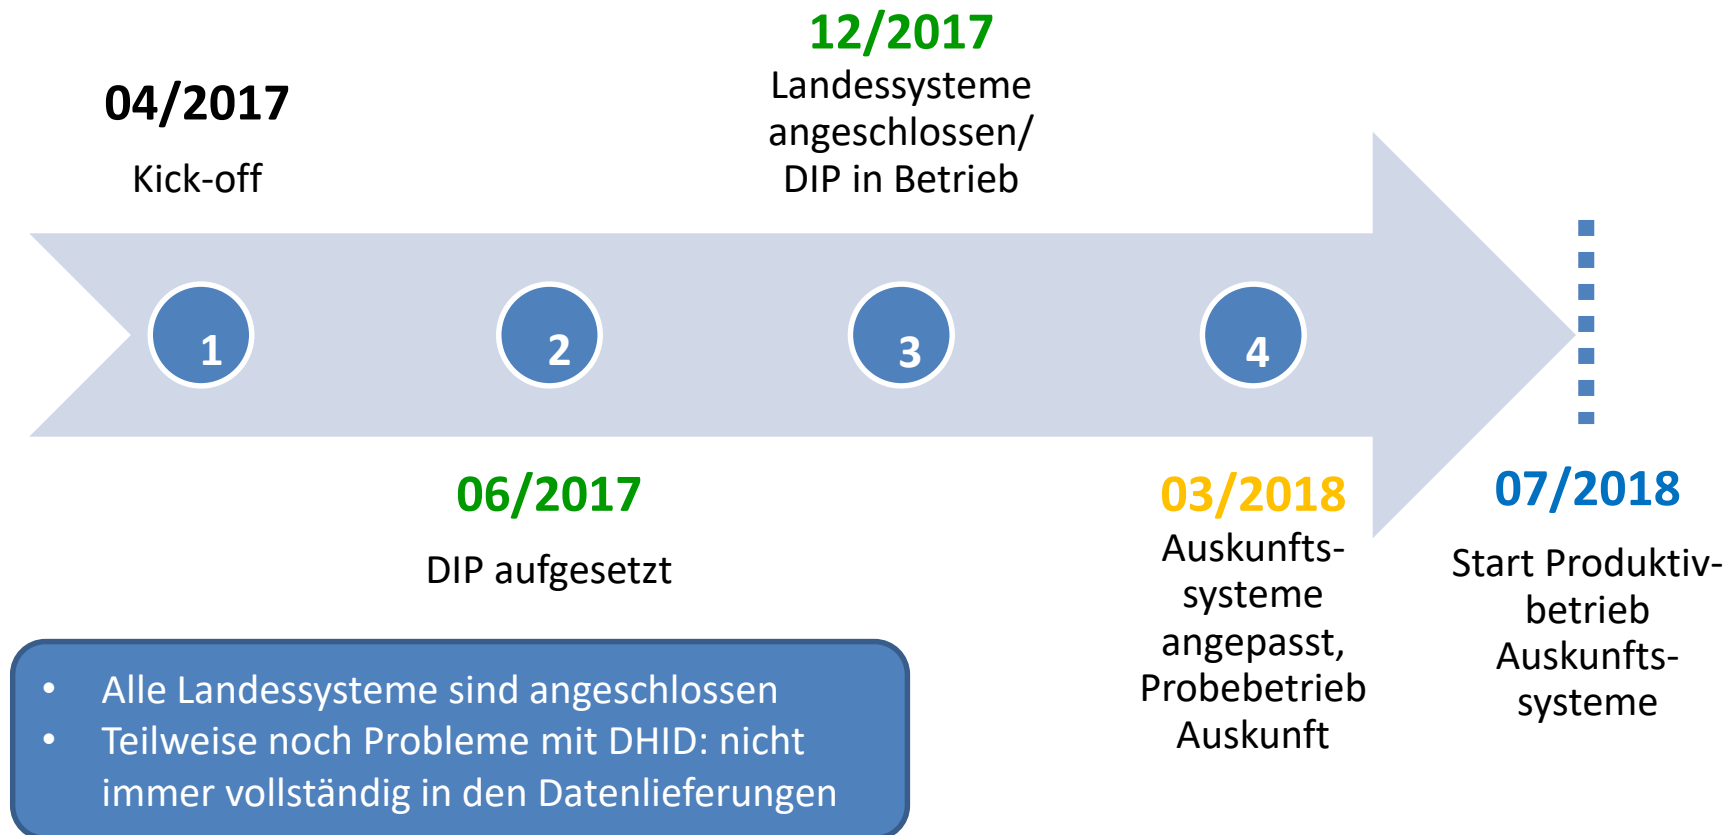 04/2017
Kick-off
12/2017
Landessysteme
angeschlossen/
DIP in Betrieb
1
2
3
4
06/2017
DIP aufgesetzt
03/2018
Auskunfts-
systeme
angepasst,
Probebetrieb
Auskunft
07/2018
Start Produktiv-
betrieb
Auskunfts-
systeme
• Alle Landessysteme sind angeschlossen
• Teilweise noch Probleme mit DHID: nicht
immer vollständig in den Datenlieferungen